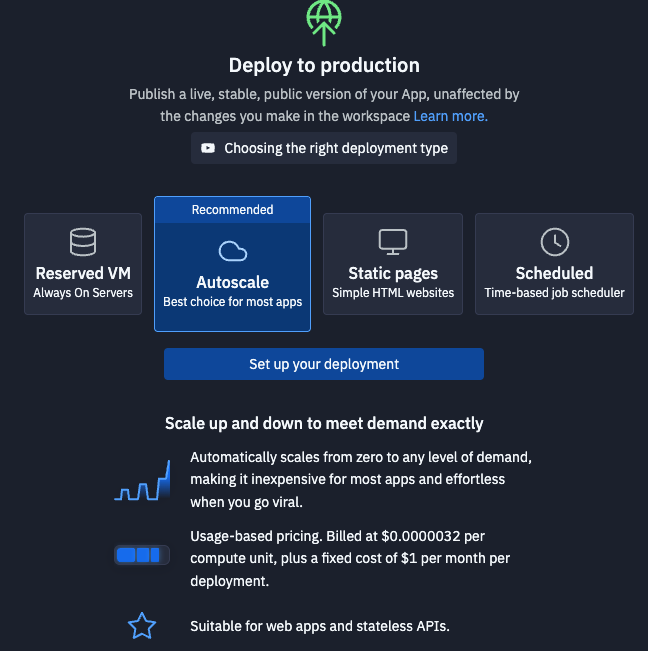 Deploy to production
Publish a live, stable, public version of your App, unaffected by
the changes you make in the workspace Learn more.
Choosing the right deployment type
Reserved VM
Always On Servers
Recommended
Autoscale
Best choice for most apps
Static pages
Simple HTML websites
Scheduled
Time-based job scheduler
Set up your deployment
Scale up and down to meet demand exactly
Automatically scales from zero to any level of demand,
making it inexpensive for most apps and effortless
when you go viral.
Usage-based pricing. Billed at $0.0000032 per
compute unit, plus a fixed cost of $1 per month per
deployment.
Suitable for web apps and stateless APIs.